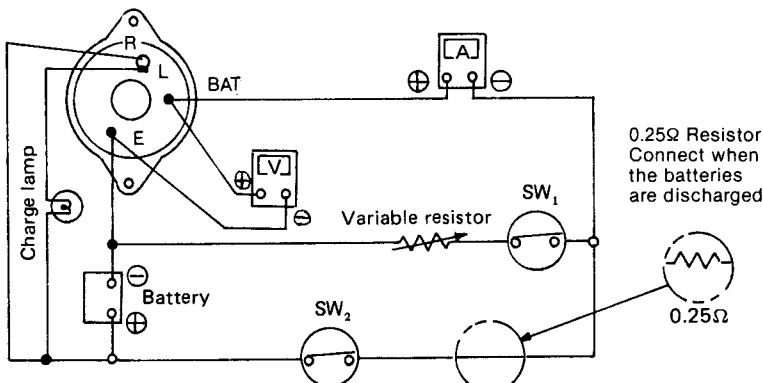 R
L
BAT
E
A
⊕
⊖
V
⊕
⊖
Charge lamp
Variable resistor
SW₁
0.25Ω Resistor
Connect when
the batteries
are discharged
0.25Ω
⊖
Battery
⊕
SW₂